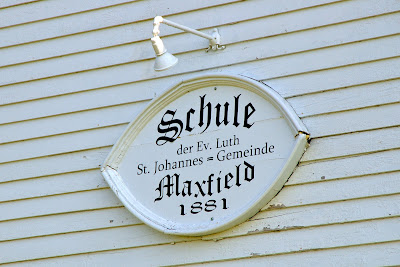 Schule
der Ev. Luth
St. Johannes = Gemeinde
Maxfield
1881